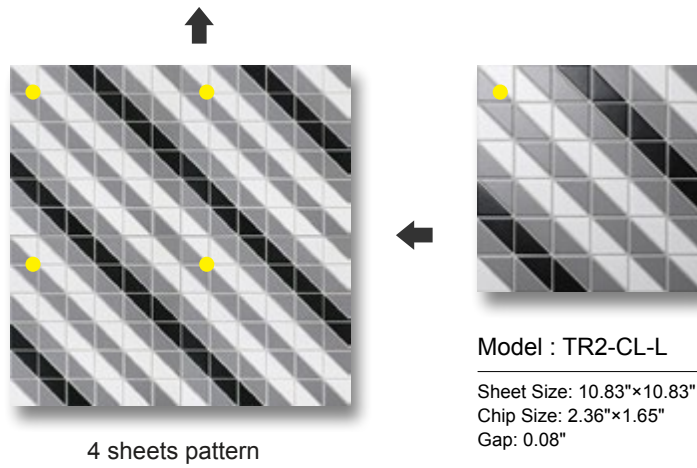 4 sheets pattern
Model : TR2-CL-L
Sheet Size: 10.83"×10.83"
Chip Size: 2.36"×1.65"
Gap: 0.08"